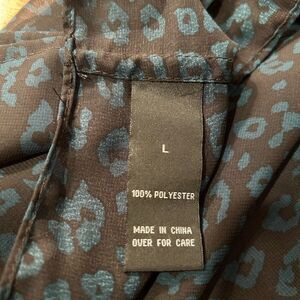 L
100% POLYESTER
MADE IN CHINA
OVER FOR CARE